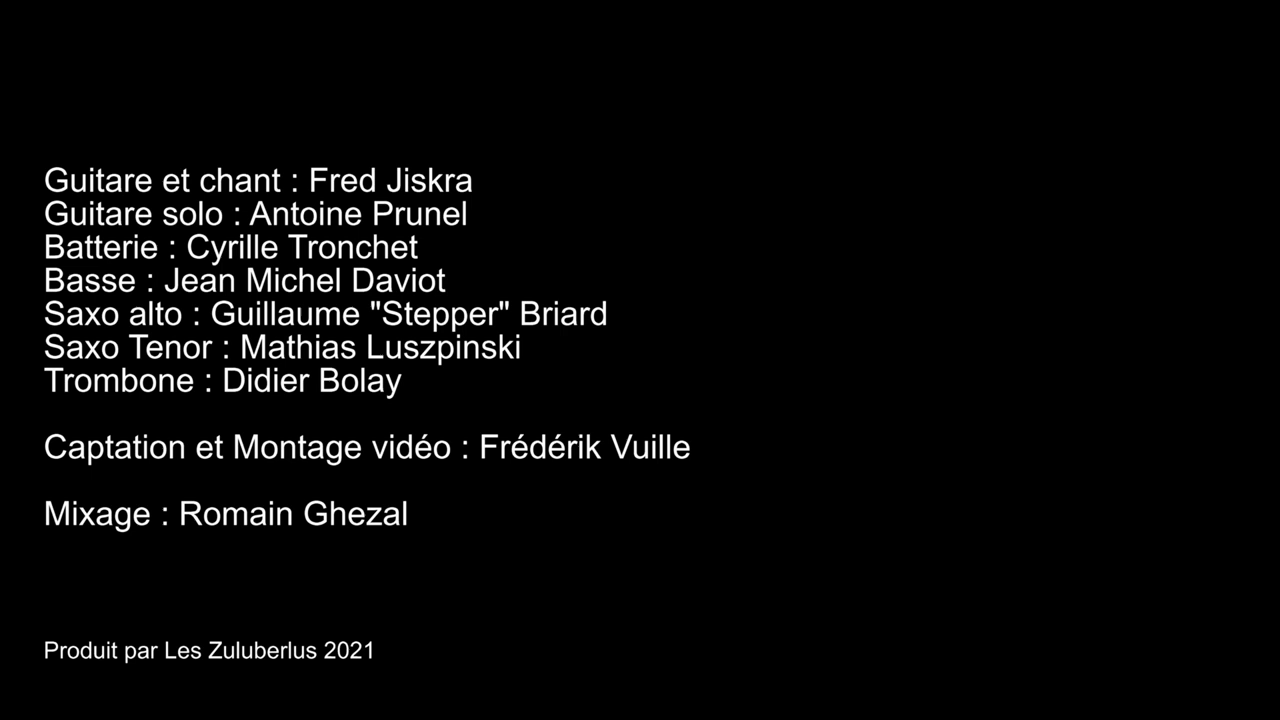 Guitare et chant : Fred Jiskra
Guitare solo : Antoine Prunel
Batterie : Cyrille Tronchet
Basse : Jean Michel Daviot
Saxo alto : Guillaume "Stepper" Briard
Saxo Tenor : Mathias Luszpinski
Trombone : Didier Bolay
Captation et Montage vidéo : Frédérik Vuille
Mixage : Romain Ghezal
Produit par Les Zuluberlus 2021